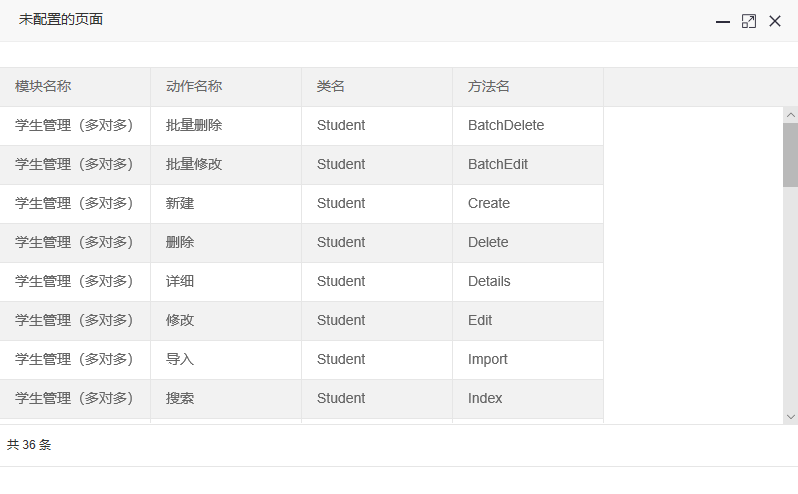 未配置的页面
模块名称 动作名称 类名 方法名
学生管理（多对多） 批量删除 Student BatchDelete
学生管理（多对多） 批量修改 Student BatchEdit
学生管理（多对多） 新建 Student Create
学生管理（多对多） 删除 Student Delete
学生管理（多对多） 详细 Student Details
学生管理（多对多） 修改 Student Edit
学生管理（多对多） 导入 Student Import
学生管理（多对多） 搜索 Student Index
共 36 条